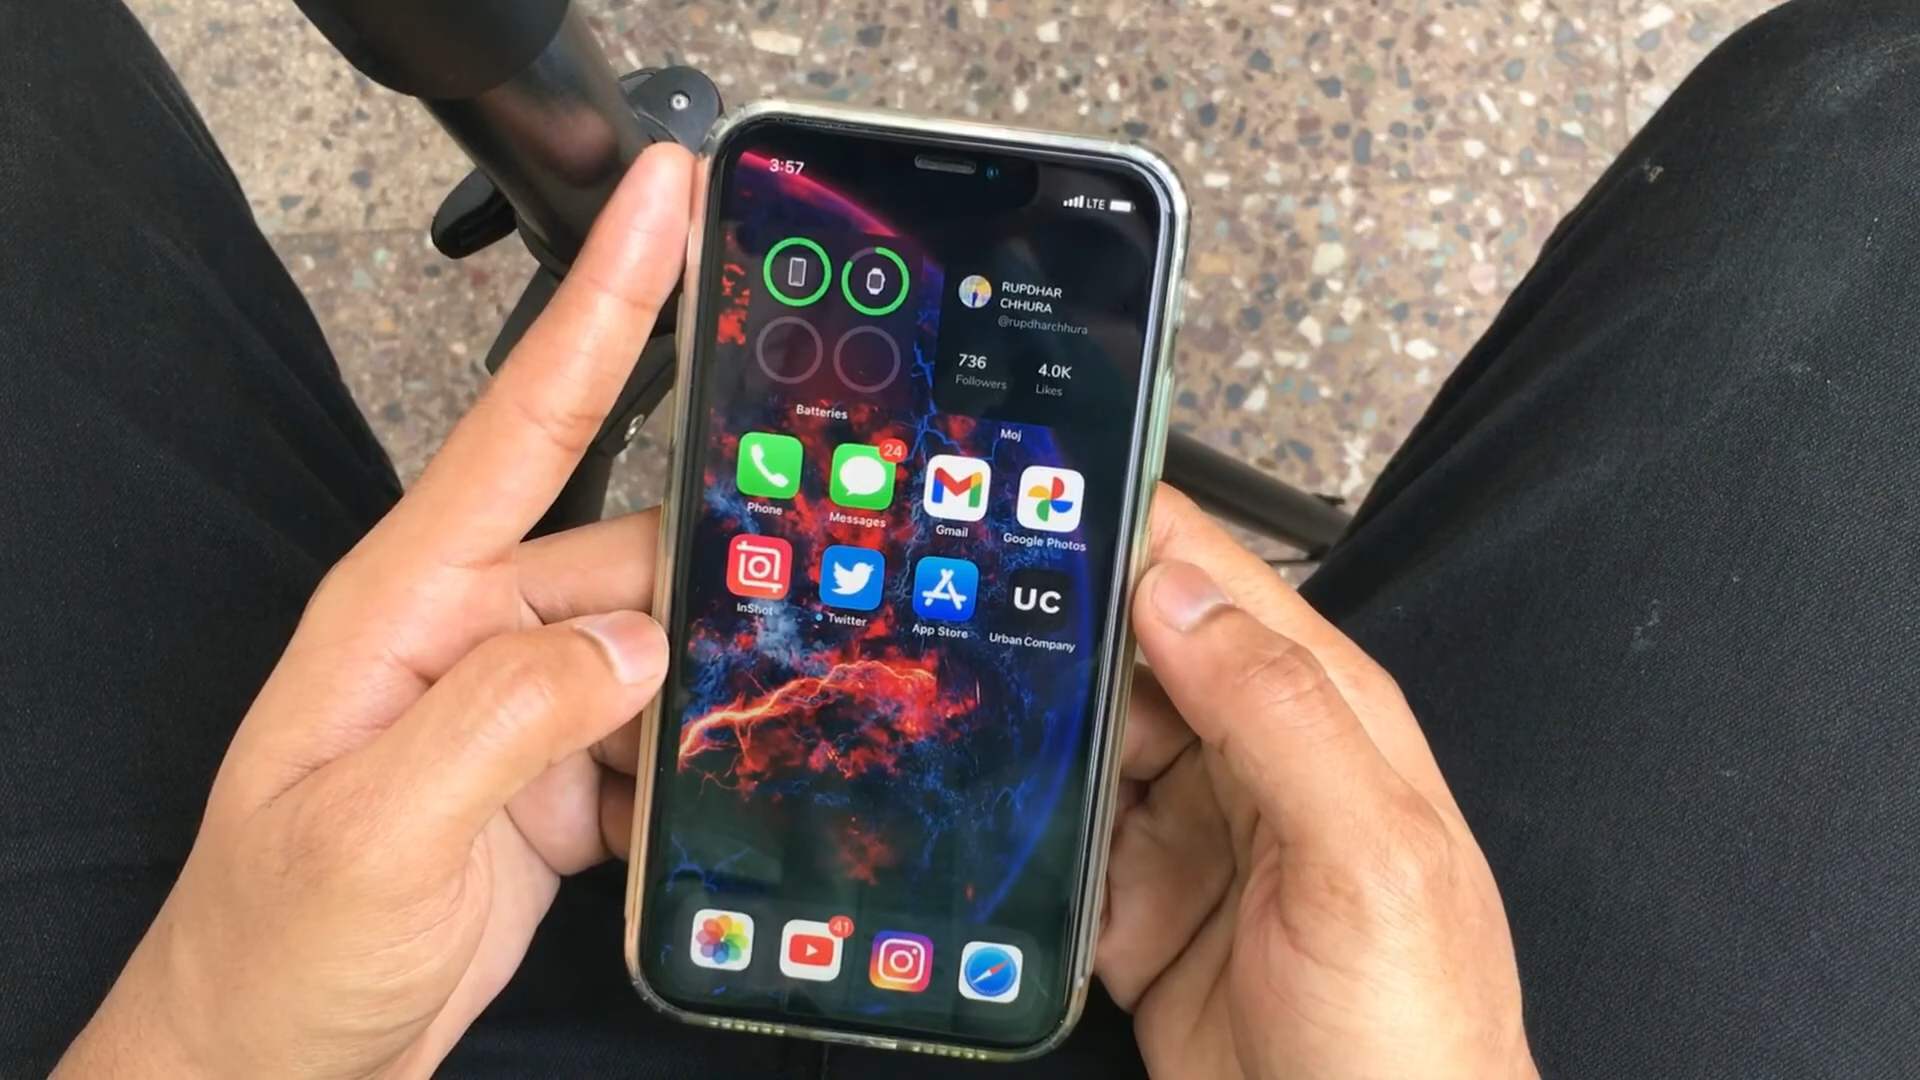 3:57
LTE
RUPDHAR
CHHURA
@rupdharchhura
736
4.0K
Followers
Likes
Batteries
Moj
24
Phone
Messages
Gmail
Google Photos
UC
InShot
Twitter
App Store
Urban Company
41